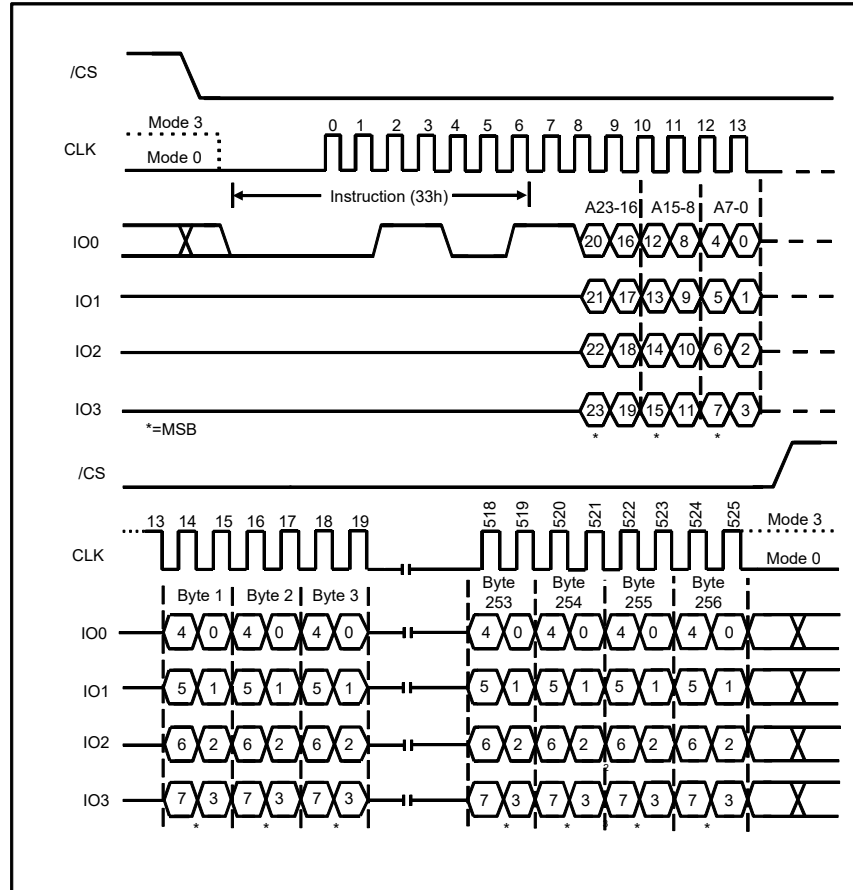 /CS
Mode 3
CLK
Mode 0
0 1 2 3 4 5 6 7 8 9 10 11 12 13
Instruction (33h)
A23-16 A15-8 A7-0
IO0 20 16 12 8 4 0
IO1 21 17 13 9 5 1
IO2 22 18 14 10 6 2
IO3 23 19 15 11 7 3
*=MSB * * *
/CS
13 14 15 16 17 18 19 518 519 520 521 522 523 524 525 Mode 3
CLK
Mode 0
Byte 1 Byte 2 Byte 3 Byte 253 Byte 254 Byte 255 Byte 256
IO0 4 0 4 0 4 0 4 0 4 0 4 0 4 0
IO1 5 1 5 1 5 1 5 1 5 1 5 1 5 1
IO2 6 2 6 2 6 2 6 2 6 2 6 2 6 2
2
IO3 7 3 7 3 7 3 7 3 7 3 7 3 7 3
* * * * * * *